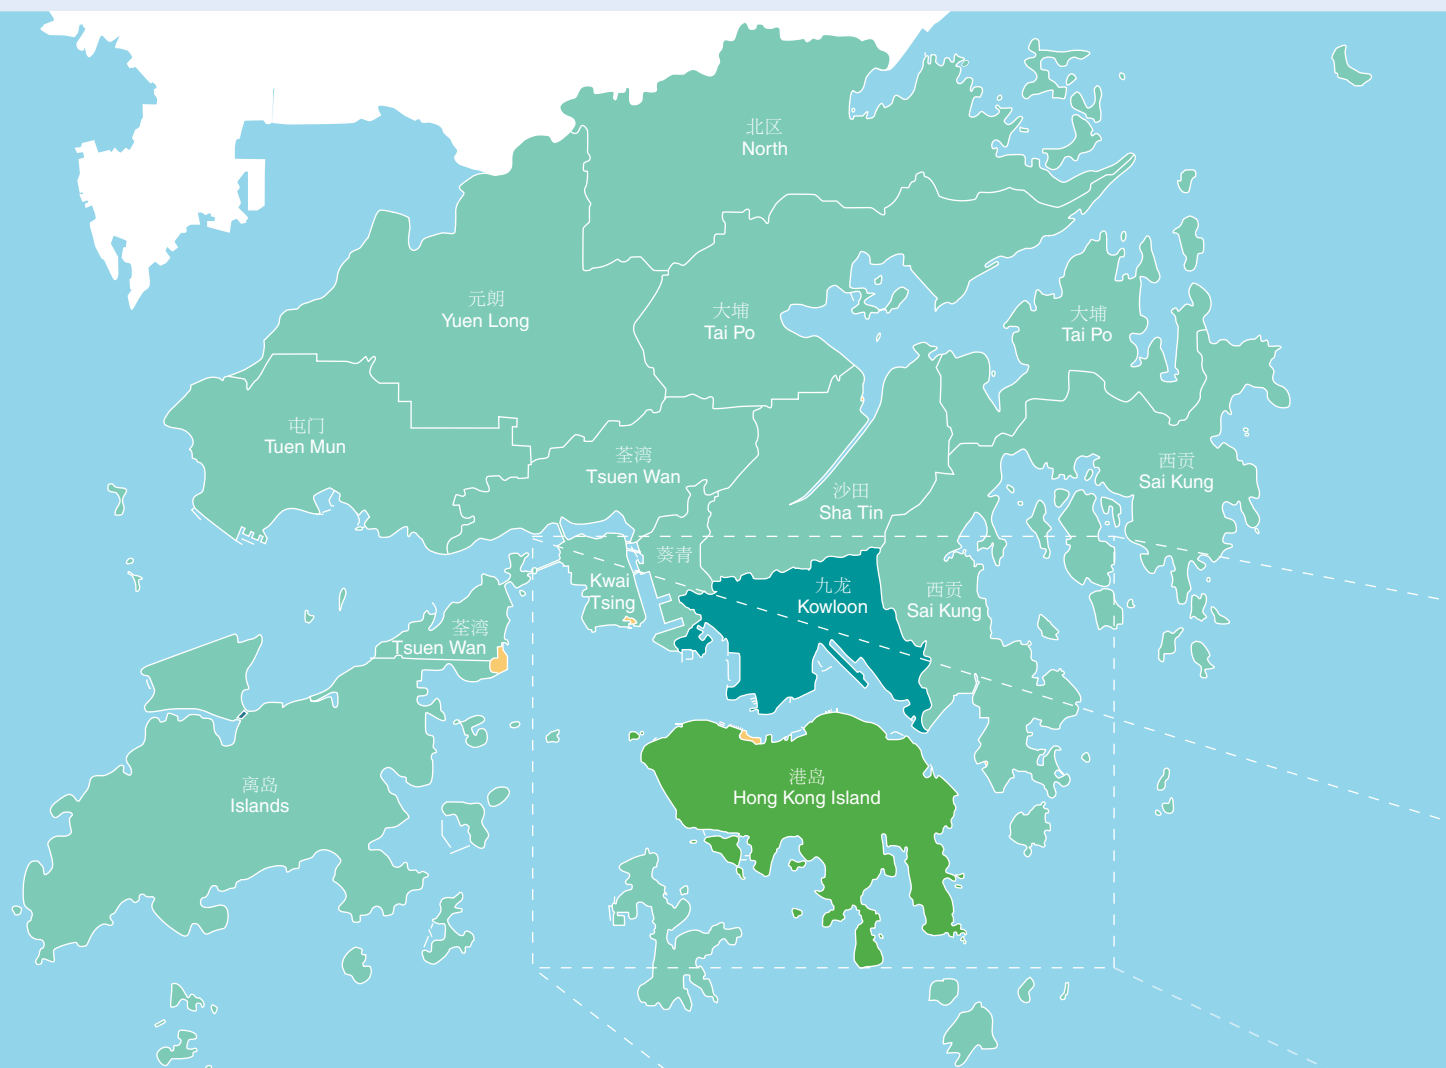 北区
North
元朗
Yuen Long
大埔
Tai Po
大埔
Tai Po
屯门
Tuen Mun
荃湾
Tsuen Wan
西贡
Sai Kung
沙田
Sha Tin
葵青
Kwai
Tsing
九龙
Kowloon
西贡
Sai Kung
荃湾
Tsuen Wan
港岛
Hong Kong Island
离岛
Islands